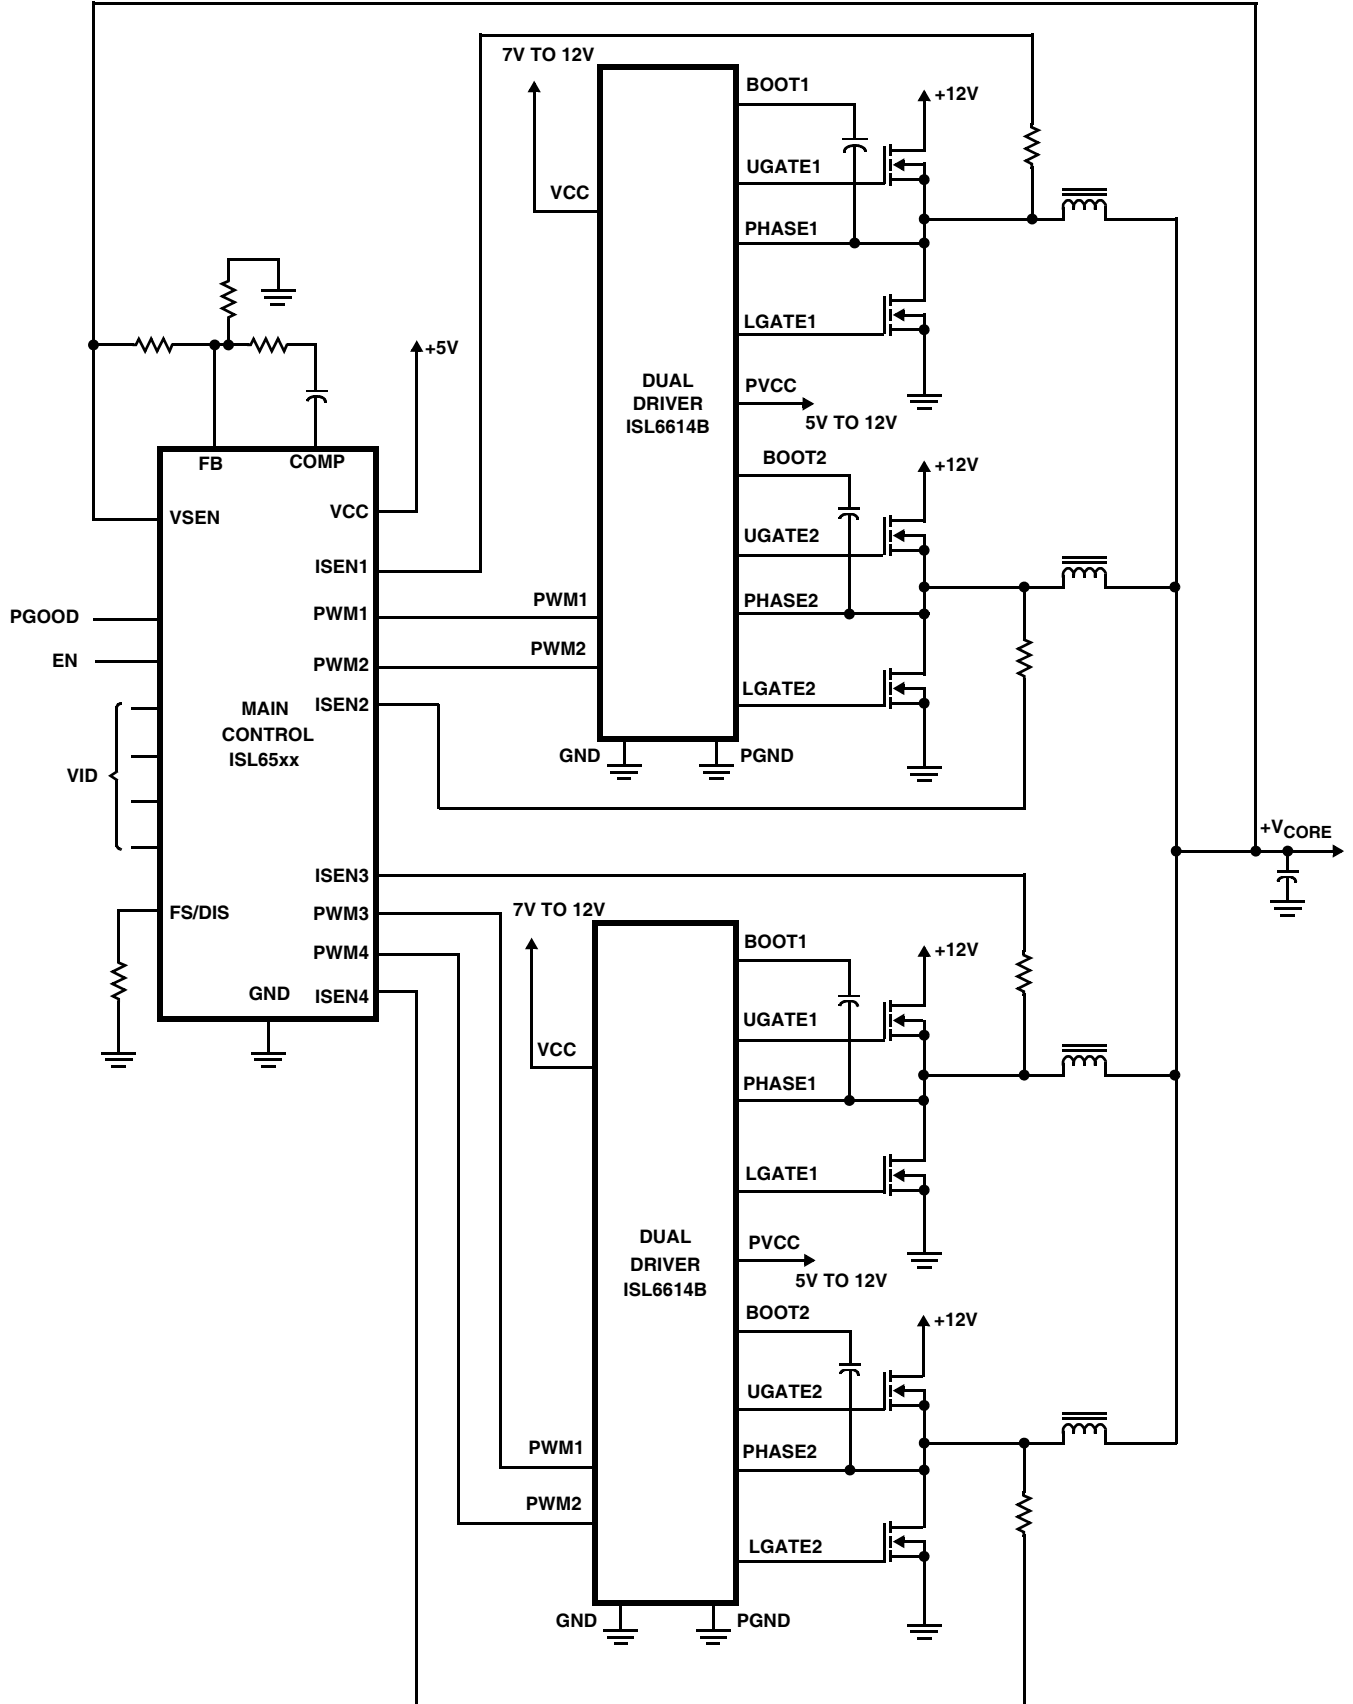 7V TO 12V
BOOT1
+12V
UGATE1
VCC
PHASE1
LGATE1
+5V
DUAL
DRIVER
ISL6614B
PVCC
5V TO 12V
FB
COMP
BOOT2
+12V
VSEN
VCC
UGATE2
ISEN1
PWM1
PWM1
PHASE2
PGOOD
EN
PWM2
PWM2
LGATE2
ISEN2
MAIN
CONTROL
ISL65xx
VID
GND
PGND
+VCORE
ISEN3
FS/DIS
PWM3
7V TO 12V
PWM4
GND
ISEN4
BOOT1
+12V
UGATE1
VCC
PHASE1
LGATE1
DUAL
DRIVER
ISL6614B
PVCC
5V TO 12V
BOOT2
+12V
UGATE2
PWM1
PHASE2
PWM2
LGATE2
GND
PGND